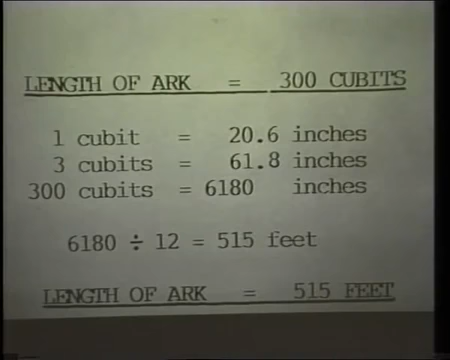 LENGTH OF ARK = 300 CUBITS
1 cubit = 20.6 inches
3 cubits = 61.8 inches
300 cubits = 6180 inches
6180 ÷ 12 = 515 feet
LENGTH OF ARK = 515 FEET